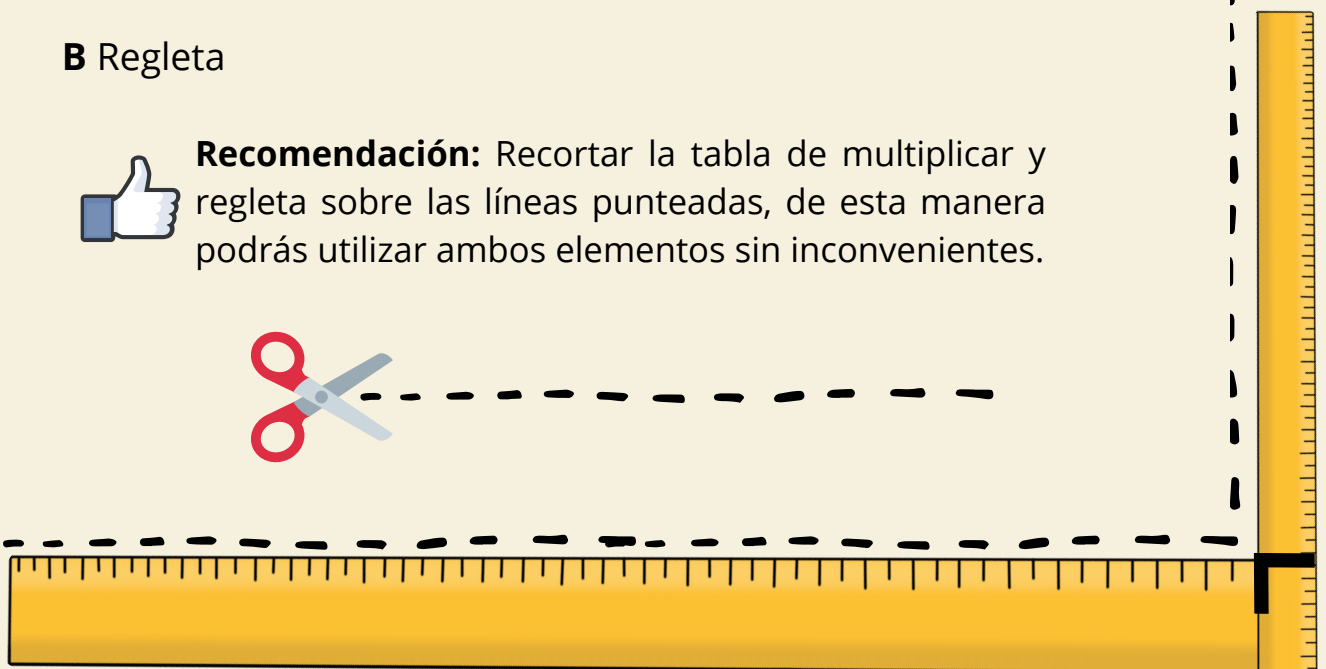 B Regleta
Recomendación: Recortar la tabla de multiplicar y
regleta sobre las líneas punteadas, de esta manera
podrás utilizar ambos elementos sin inconvenientes.